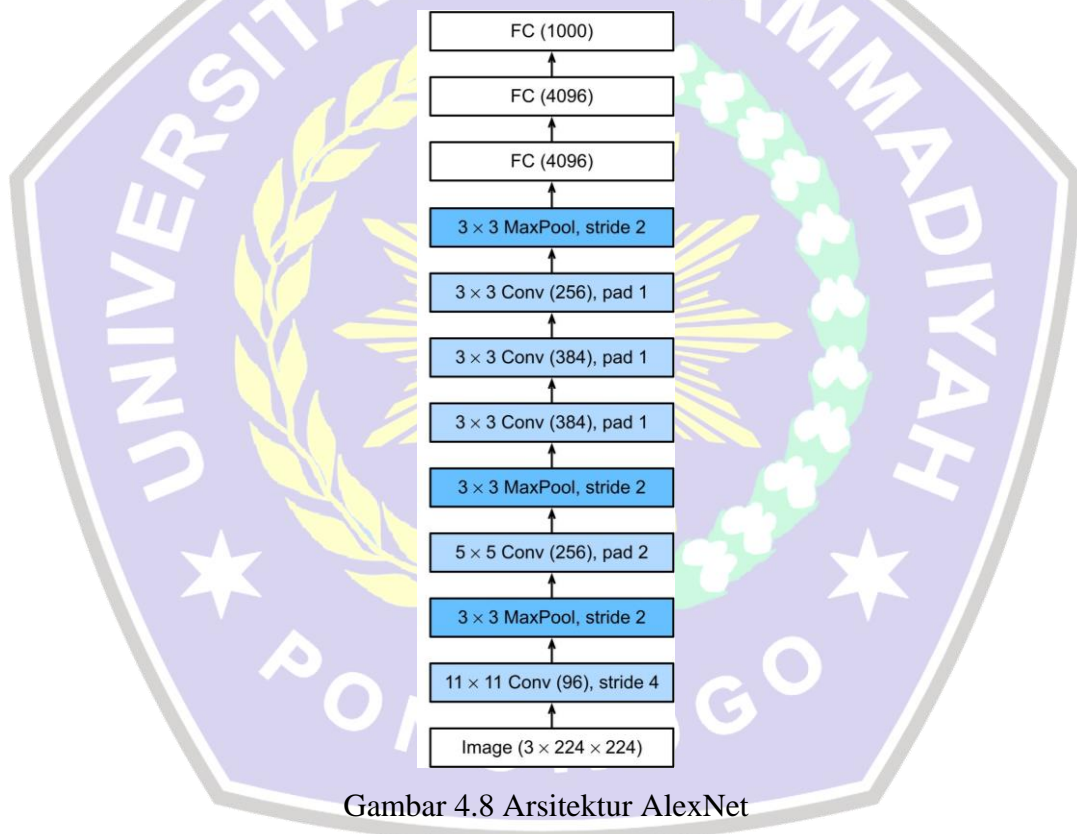 UNIVERSITA
AMMADIYAH
FC (1000)
FC (4096)
FC (4096)
3 × 3 MaxPool, stride 2
3 × 3 Conv (256), pad 1
3 × 3 Conv (384), pad 1
3 × 3 Conv (384), pad 1
3 × 3 MaxPool, stride 2
5 × 5 Conv (256), pad 2
3 × 3 MaxPool, stride 2
11 × 11 Conv (96), stride 4
Image (3 × 224 × 224)
Gambar 4.8 Arsitektur AlexNet